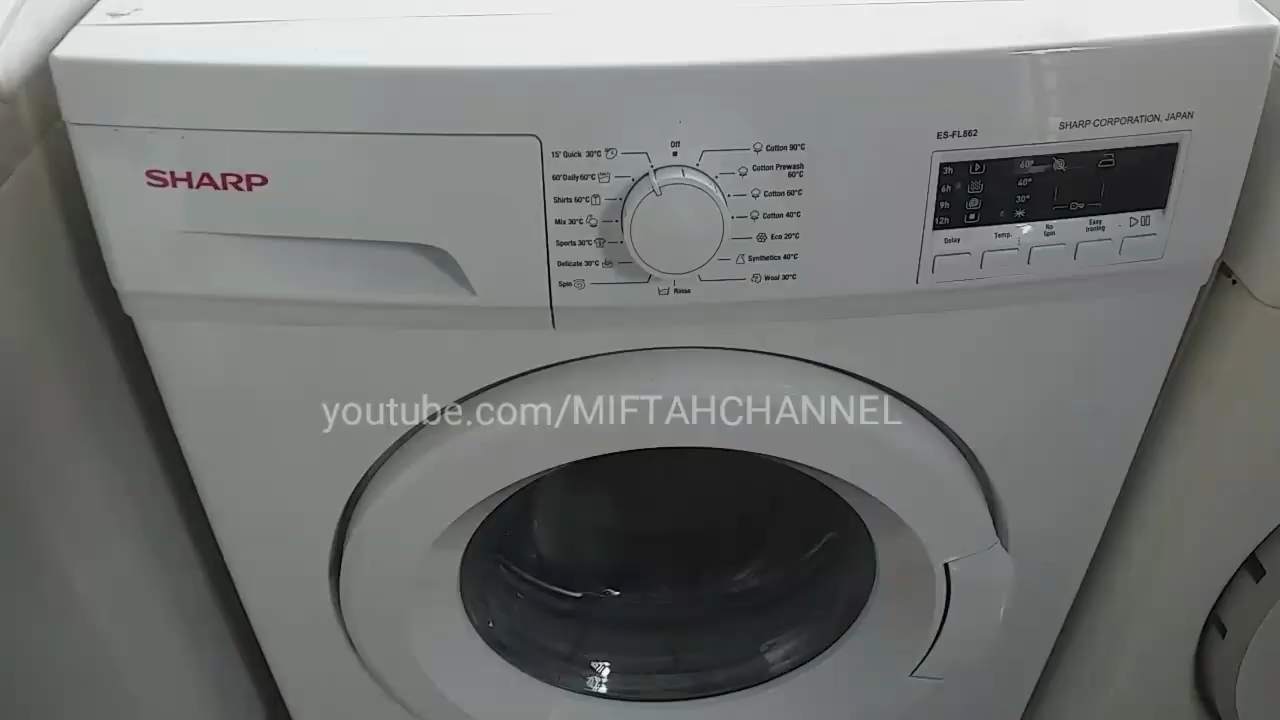 SHARP
15' Quick 30°C
60'Daily60°C
Shirts 60°C
Mix 30°C
Sports 30°C
Delicate 30°C
Spin
Off
Rinse
Cotton 90°C
Cotton Prewash
60°C
Cotton 60°C
Cotton 40°C
Eco 20°C
Synthetics 40°C
Wool 30°C
ES-FL862
SHARP CORPORATION, JAPAN
3h 60°
6h 40°
9h 30°
12h
Delay
Temp.
No
Spin
Easy
Ironing
youtube.com/MIFTAHCHANNEL